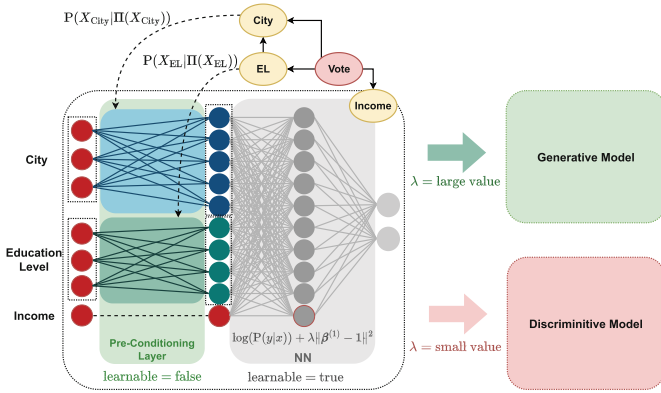 City
P(X_City|Π(X_City))
P(X_EL|Π(X_EL))
EL
Vote
Income
City
Education
Level
Income
Pre-Conditioning
Layer
learnable = false
log(P(y|x)) + λ‖β^(1) − 1‖²
NN
learnable = true
λ = large value
Generative Model
λ = small value
Discriminitive Model